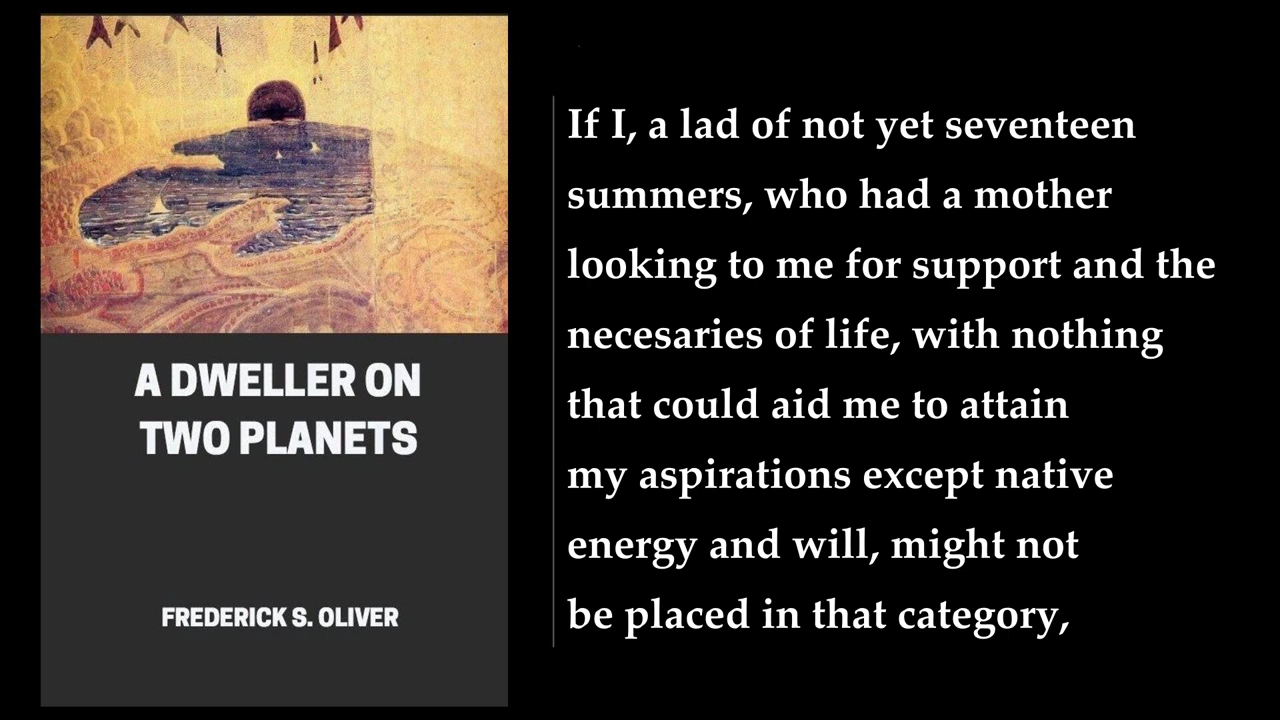 A DWELLER ON
TWO PLANETS
FREDERICK S. OLIVER
If I, a lad of not yet seventeen
summers, who had a mother
looking to me for support and the
necesaries of life, with nothing
that could aid me to attain
my aspirations except native
energy and will, might not
be placed in that category,